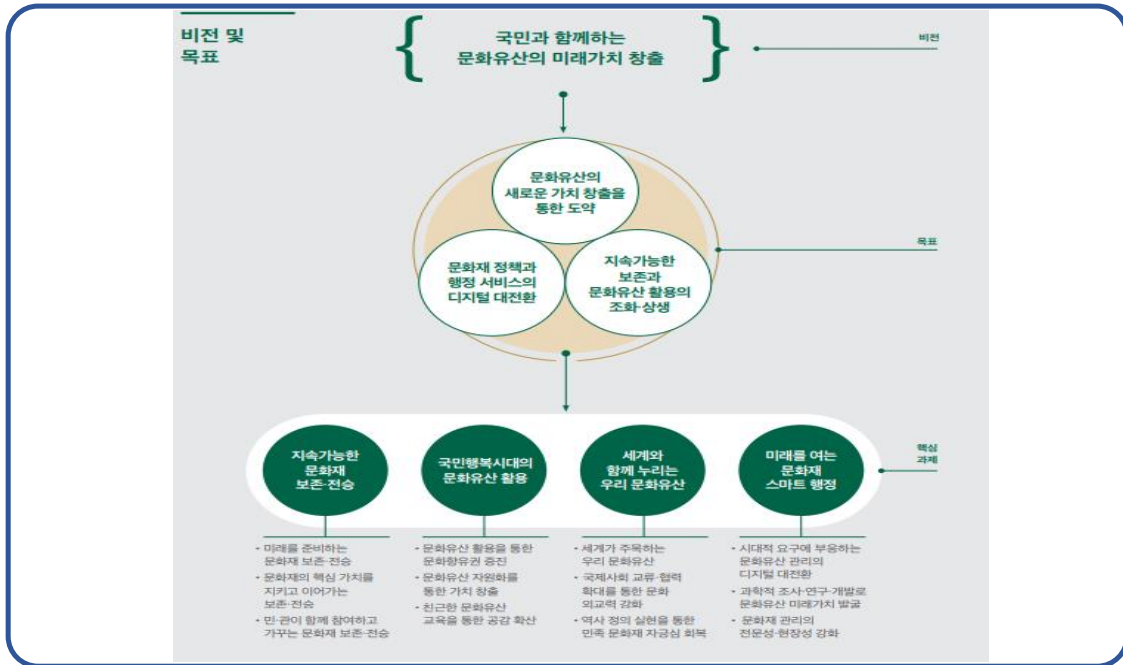 비전 및
목표
국민과 함께하는
문화유산의 미래가치 창출
비전
문화유산의
새로운 가치 창출을
통한 도약
문화재 정책과
행정 서비스의
디지털 대전환
지속가능한
보존과
문화유산 활용의
조화·상생
목표
지속가능한
문화재
보존·전승
국민행복시대의
문화유산 활용
세계와
함께 누리는
우리 문화유산
미래를 여는
문화재
스마트 행정
핵심
과제
- 미래를 준비하는
문화재 보존·전승
- 문화재의 핵심 가치를
지키고 이어가는
보존·전승
- 민·관이 함께 참여하고
가꾸는 문화재 보존·전승
- 문화유산 활용을 통한
문화향유권 증진
- 문화유산 자원화를
통한 가치 창출
- 친근한 문화유산
교육을 통한 공감 확산
- 세계가 주목하는
우리 문화유산
- 국제사회 교류·협력
확대를 통한 문화
외교력 강화
- 역사 정의 실현을 통한
민족 문화재 자긍심 회복
- 시대적 요구에 부응하는
문화유산 관리의
디지털 대전환
- 과학적 조사·연구·개발로
문화유산 미래가치 발굴
- 문화재 관리의
전문성·현장성 강화